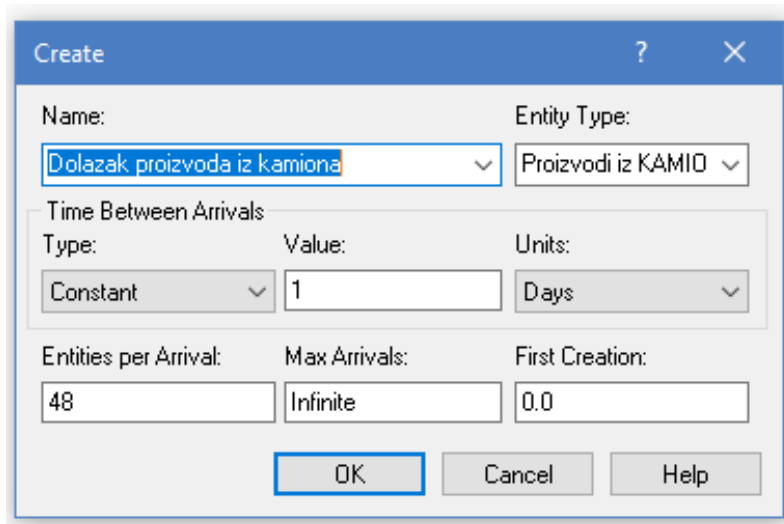 Create ?
Name: Entity Type:
Dolazak proizvoda iz kamiona Proizvodi iz KAMIO
Time Between Arrivals
Type: Value: Units:
Constant 1 Days
Entities per Arrival: Max Arrivals: First Creation:
48 Infinite 0.0
OK Cancel Help